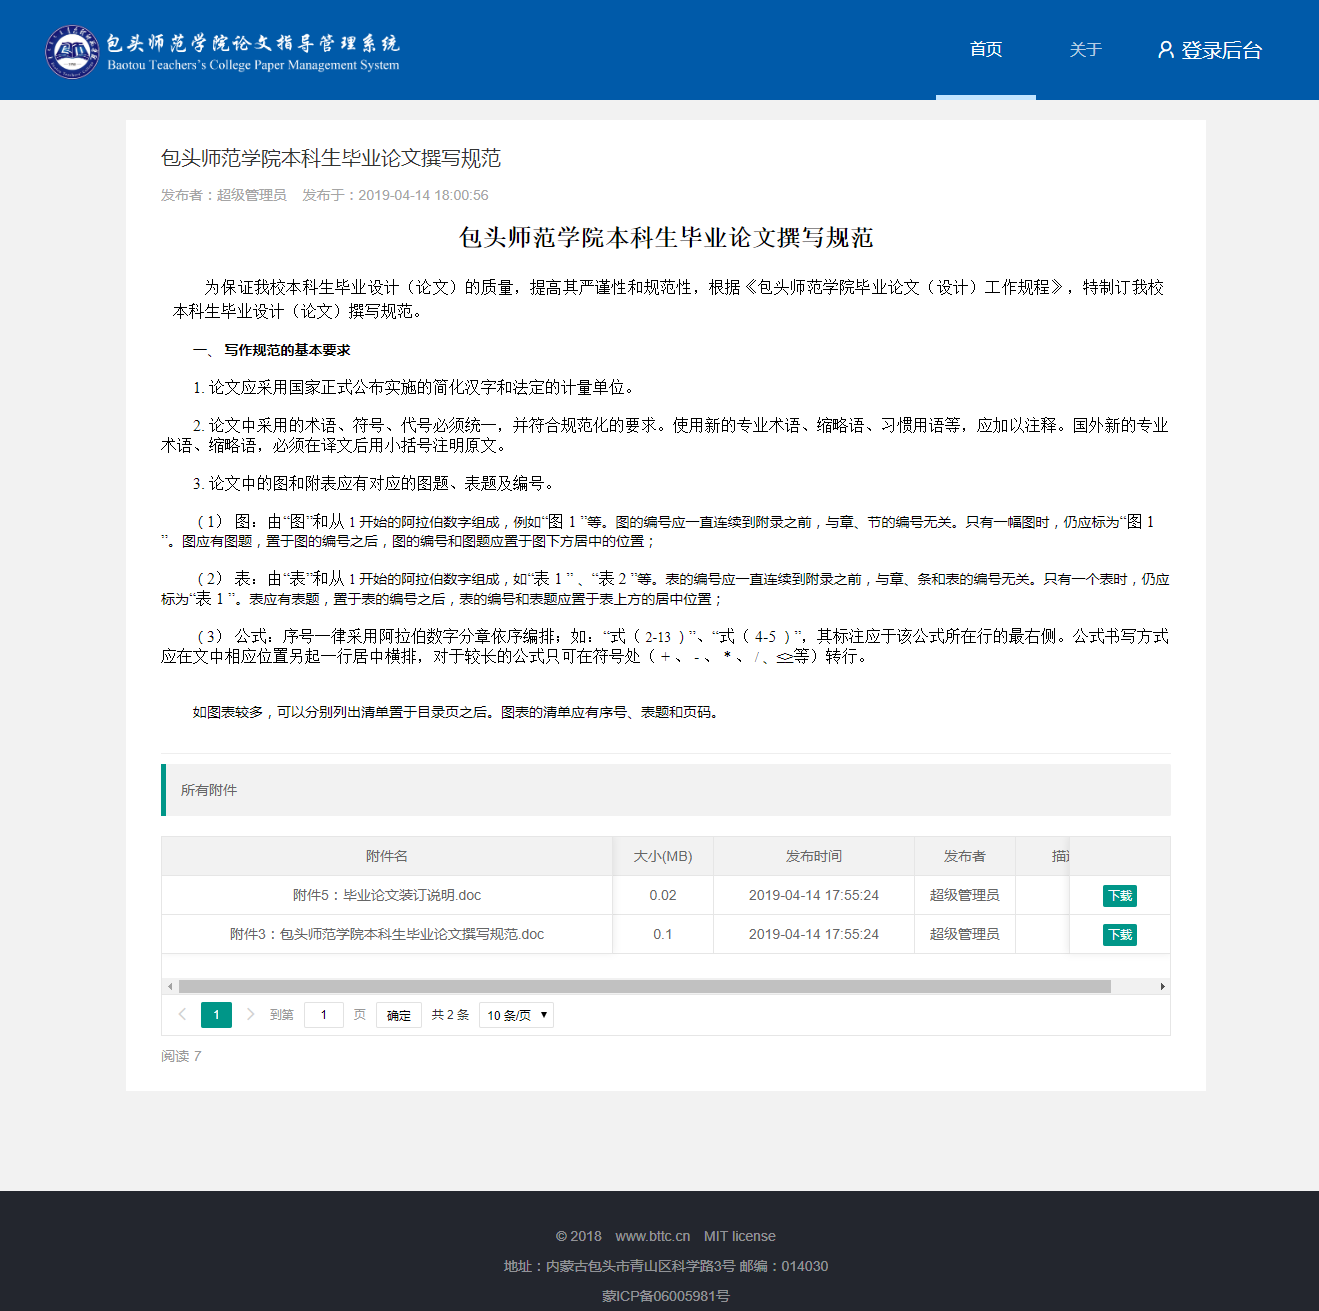 包头师范学院论文指导管理系统
Baotou Teachers's College Paper Management System
首页
关于
登录后台
包头师范学院本科生毕业论文撰写规范
发布者：超级管理员 发布于：2019-04-14 18:00:56
包头师范学院本科生毕业论文撰写规范
为保证我校本科生毕业设计（论文）的质量，提高其严谨性和规范性，根据《包头师范学院毕业论文（设计）工作规程》，特制订我校
本科生毕业设计（论文）撰写规范。
一、 写作规范的基本要求
1. 论文应采用国家正式公布实施的简化汉字和法定的计量单位。
2. 论文中采用的术语、符号、代号必须统一，并符合规范化的要求。使用新的专业术语、缩略语、习惯用语等，应加以注释。国外新的专业
术语、缩略语，必须在译文后用小括号注明原文。
3. 论文中的图和附表应有对应的图题、表题及编号。
（1） 图：由“图”和从 1 开始的阿拉伯数字组成，例如“图 1 ”等。图的编号应一直连续到附录之前，与章、节的编号无关。只有一幅图时，仍应标为“图 1
”。图应有图题，置于图的编号之后，图的编号和图题应置于图下方居中的位置；
（2） 表：由“表”和从 1 开始的阿拉伯数字组成，如“表 1 ” 、“表 2 ”等。表的编号应一直连续到附录之前，与章、条和表的编号无关。只有一个表时，仍应
标为“表 1 ”。表应有表题，置于表的编号之后，表的编号和表题应置于表上方的居中位置；
（3） 公式：序号一律采用阿拉伯数字分章依序编排；如：“式（ 2-13 ）”、“式（ 4-5 ）”，其标注应于该公式所在行的最右侧。公式书写方式
应在文中相应位置另起一行居中横排，对于较长的公式只可在符号处（ + 、 - 、 * 、 / 、≤≥等）转行。
如图表较多，可以分别列出清单置于目录页之后。图表的清单应有序号、表题和页码。
所有附件
附件名 大小(MB) 发布时间 发布者
附件5：毕业论文装订说明.doc 0.02 2019-04-14 17:55:24 超级管理员 下载
附件3：包头师范学院本科生毕业论文撰写规范.doc 0.1 2019-04-14 17:55:24 超级管理员 下载
1 到第 1 页 确定 共 2 条 10 条/页
阅读 7
© 2018 www.bttc.cn MIT license
地址：内蒙古包头市青山区科学路3号 邮编：014030
蒙ICP备06005981号